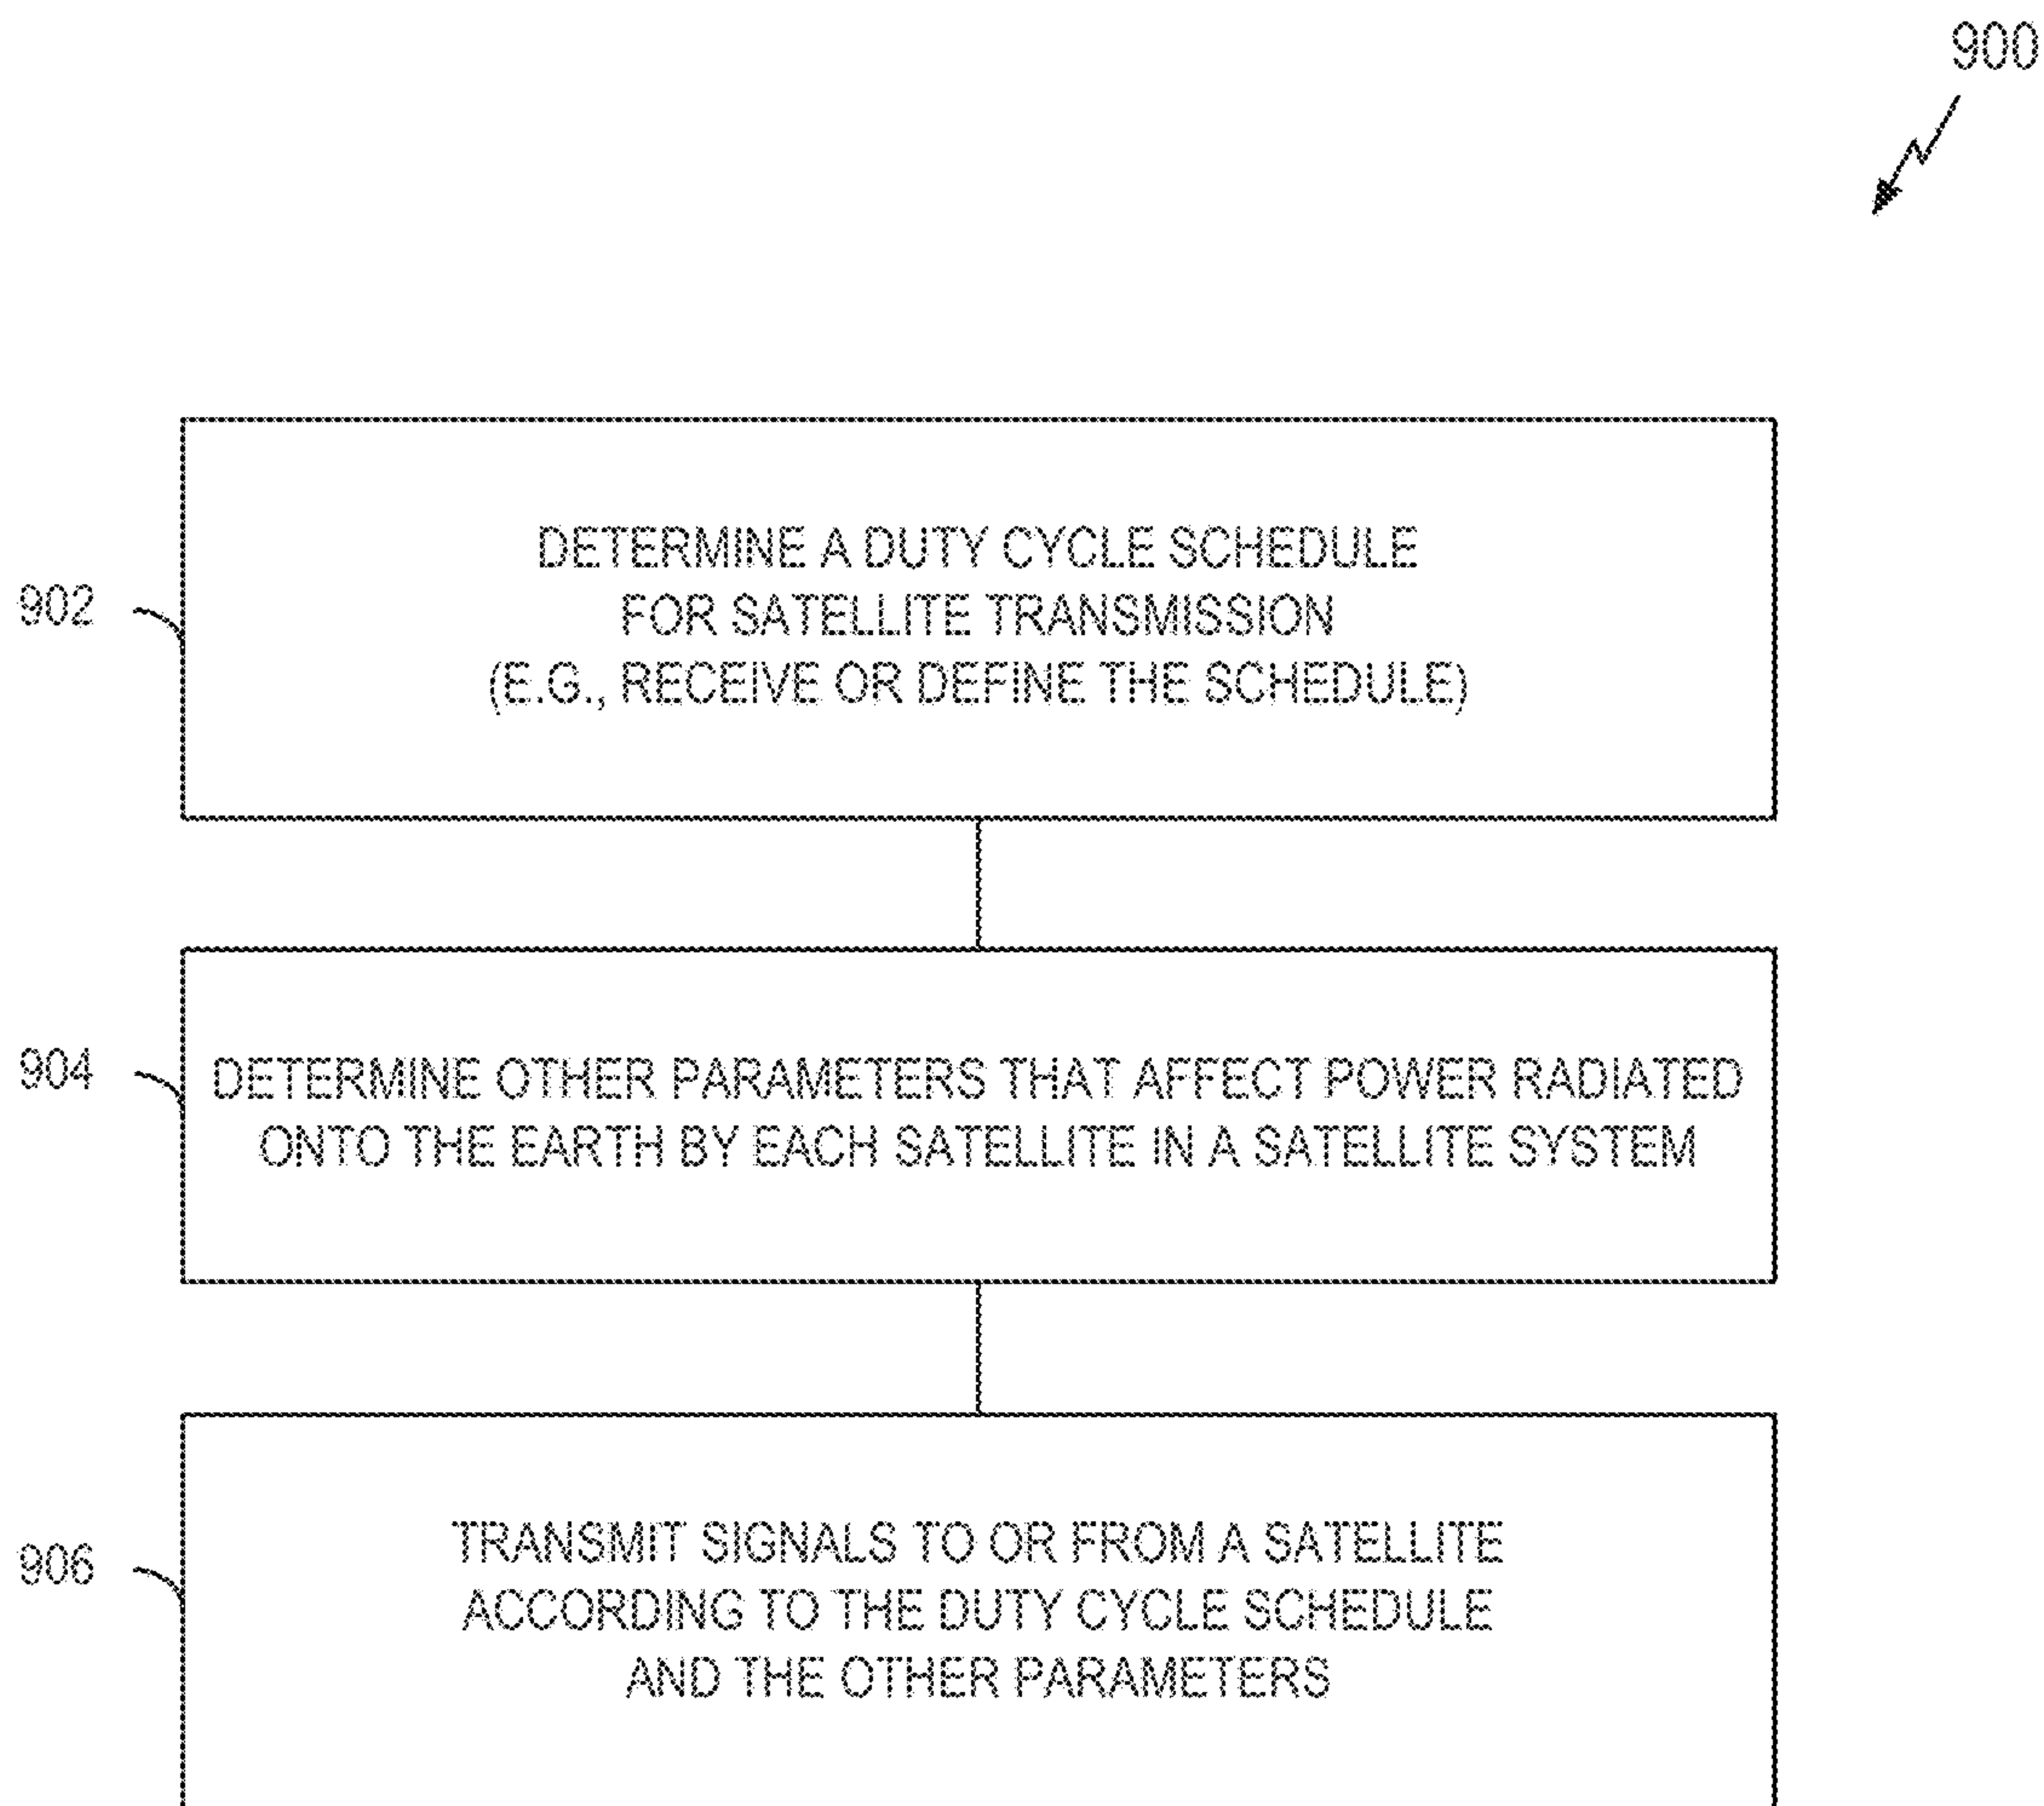 900
902
DETERMINE A DUTY CYCLE SCHEDULE
FOR SATELLITE TRANSMISSION
(E.G., RECEIVE OR DEFINE THE SCHEDULE)
904
DETERMINE OTHER PARAMETERS THAT AFFECT POWER RADIATED
ONTO THE EARTH BY EACH SATELLITE IN A SATELLITE SYSTEM
906
TRANSMIT SIGNALS TO OR FROM A SATELLITE
ACCORDING TO THE DUTY CYCLE SCHEDULE
AND THE OTHER PARAMETERS